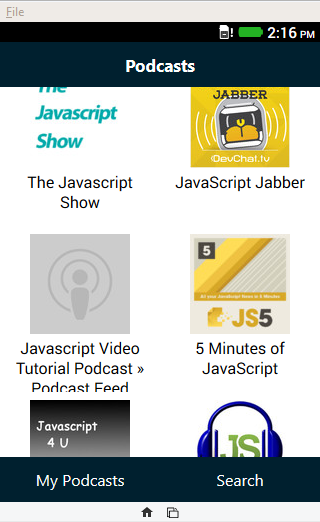 File
2:16 PM
Podcasts
The
Javascript
Show
JABBER
DevChat.tv
The Javascript
Show
JavaScript Jabber
5
All your JavaScript News in 5 Minutes
JS5
Javascript Video
Tutorial Podcast »
Podcast Feed
5 Minutes of
JavaScript
Javascript
4 U
JS
My Podcasts
Search